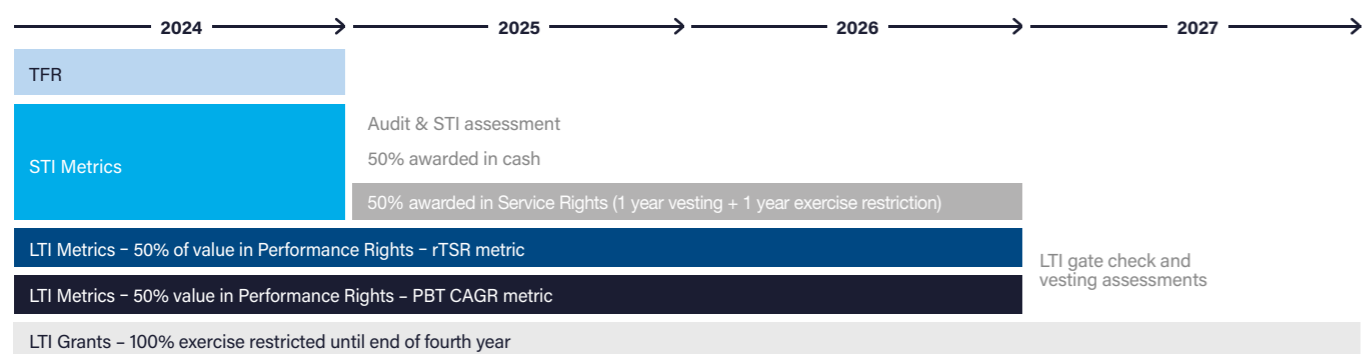 2024
2025
2026
2027
TFR
STI Metrics
Audit & STI assessment
50% awarded in cash
50% awarded in Service Rights (1 year vesting + 1 year exercise restriction)
LTI Metrics – 50% of value in Performance Rights – rTSR metric
LTI Metrics – 50% value in Performance Rights – PBT CAGR metric
LTI gate check and
vesting assessments
LTI Grants – 100% exercise restricted until end of fourth year